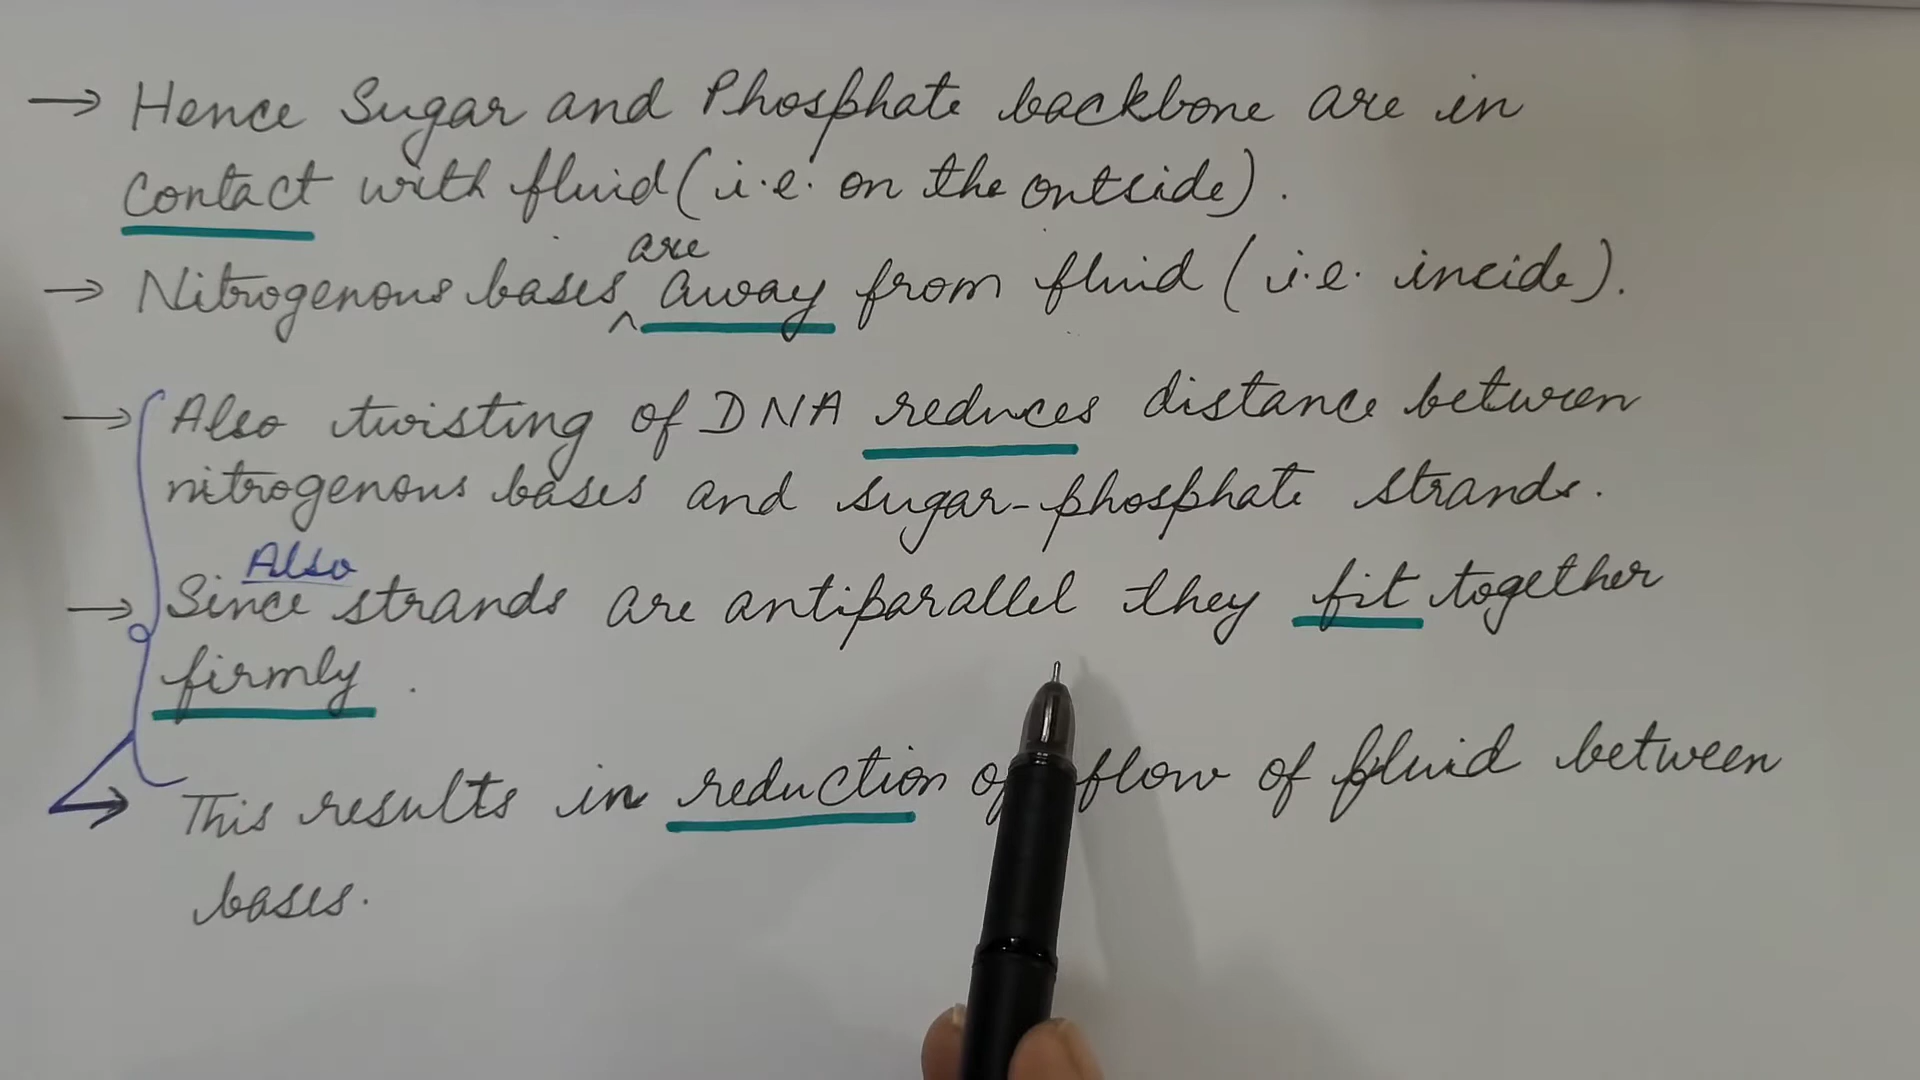 → Hence Sugar and Phosphate backbone are in
contact with fluid (i.e. on the outside).
→ Nitrogenous bases ^are away from fluid (i.e. inside).
→ Also twisting of DNA reduces distance between
nitrogenous bases and sugar-phosphate strands.
Also
→ Since strands are antiparallel they fit together
firmly.
→ This results in reduction of flow of fluid between
bases.